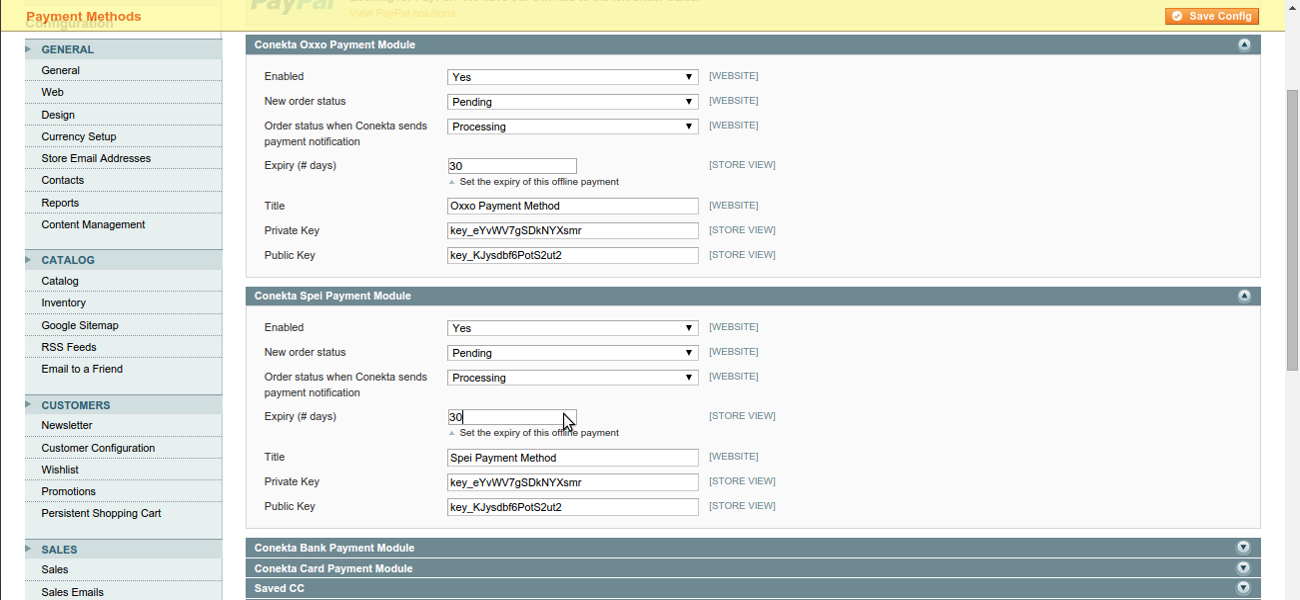 Payment Methods
Save Config
Configuration
PayPal
View PayPal solutions
GENERAL
General
Web
Design
Currency Setup
Store Email Addresses
Contacts
Reports
Content Management
CATALOG
Catalog
Inventory
Google Sitemap
RSS Feeds
Email to a Friend
CUSTOMERS
Newsletter
Customer Configuration
Wishlist
Promotions
Persistent Shopping Cart
SALES
Sales
Sales Emails
Conekta Oxxo Payment Module
Enabled Yes [WEBSITE]
New order status Pending [WEBSITE]
Order status when Conekta sends payment notification Processing [WEBSITE]
Expiry (# days) 30 [STORE VIEW]
Set the expiry of this offline payment
Title Oxxo Payment Method [WEBSITE]
Private Key key_eYvWV7gSDkNYXsmr [STORE VIEW]
Public Key key_KJysdbf6PotS2ut2 [STORE VIEW]
Conekta Spei Payment Module
Enabled Yes [WEBSITE]
New order status Pending [WEBSITE]
Order status when Conekta sends payment notification Processing [WEBSITE]
Expiry (# days) 30 [STORE VIEW]
Set the expiry of this offline payment
Title Spei Payment Method [WEBSITE]
Private Key key_eYvWV7gSDkNYXsmr [STORE VIEW]
Public Key key_KJysdbf6PotS2ut2 [STORE VIEW]
Conekta Bank Payment Module
Conekta Card Payment Module
Saved CC